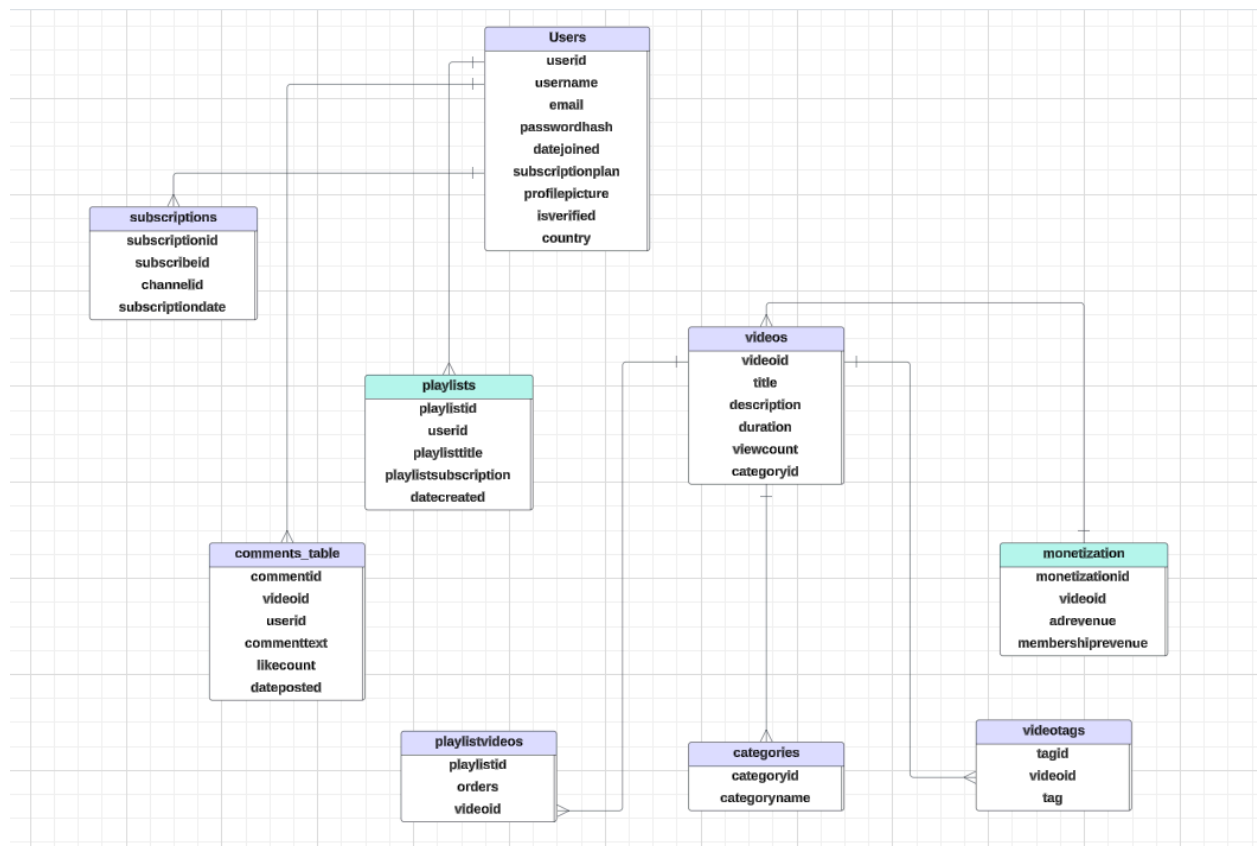 Users
userid
username
email
passwordhash
datejoined
subscriptionplan
profilepicture
isverified
country
subscriptions
subscriptionid
subscribeid
channelid
subscriptiondate
videos
videoid
title
description
duration
viewcount
categoryid
playlists
playlistid
userid
playlisttitle
playlistsubscription
datecreated
comments_table
commentid
videoid
userid
commenttext
likecount
dateposted
monetization
monetizationid
videoid
adrevenue
membershiprevenue
playlistvideos
playlistid
orders
videoid
categories
categoryid
categoryname
videotags
tagid
videoid
tag